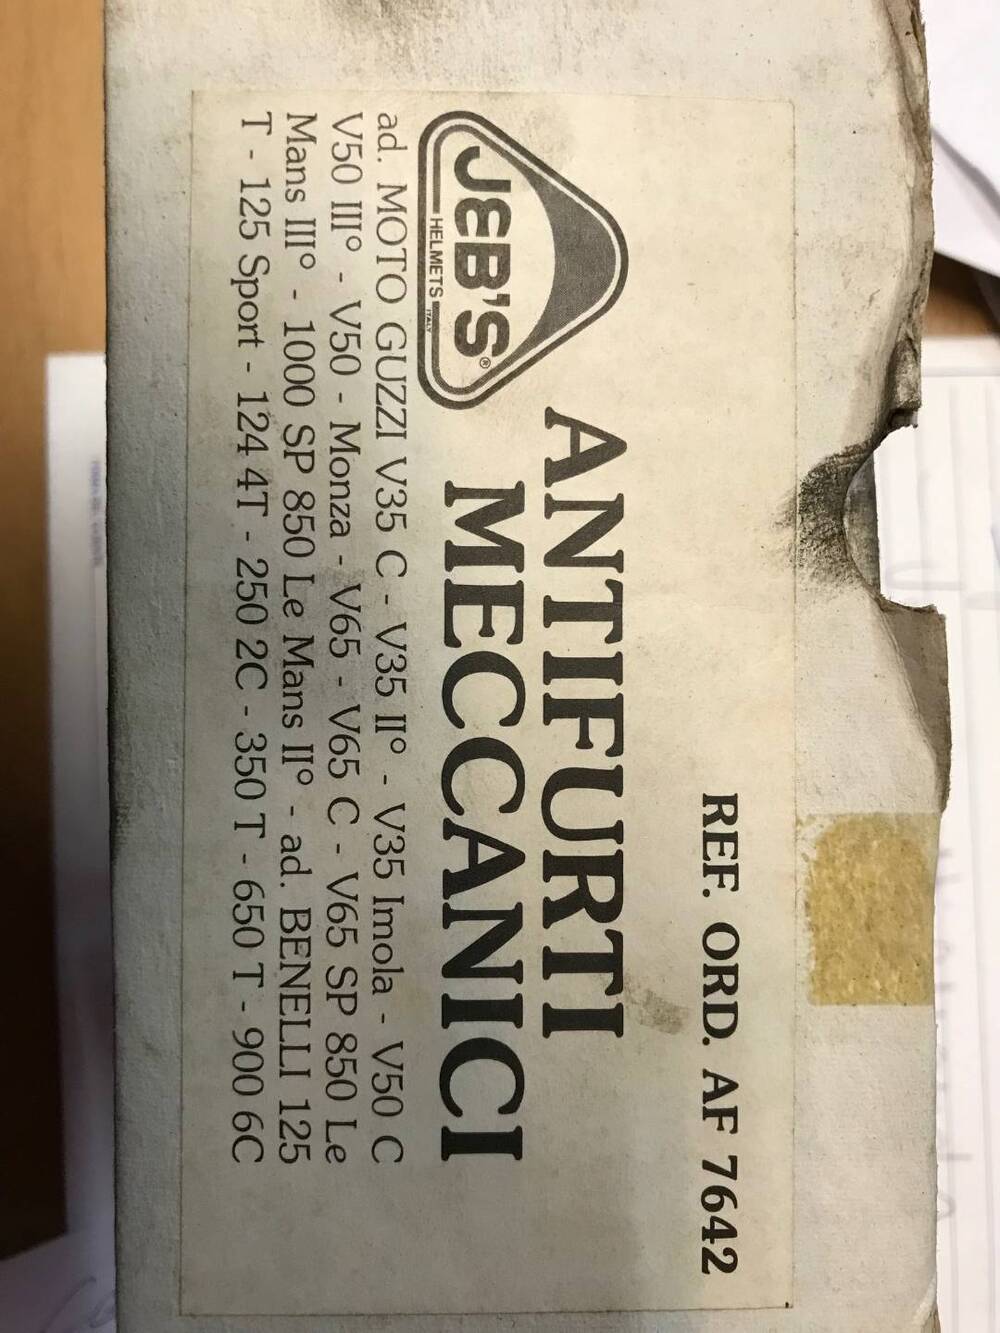 REF. ORD. AF 7642
ANTIFURTI
MECCANICI
JEB'S®
HELMETS ITALY
ad. MOTO GUZZI V35 C - V35 II° - V35 Imola - V50 C
V50 III° - V50 - Monza - V65 - V65 C - V65 SP 850 Le
Mans III° - 1000 SP 850 Le Mans II° - ad. BENELLI 125
T - 125 Sport - 124 4T - 250 2C - 350 T - 650 T - 900 6C